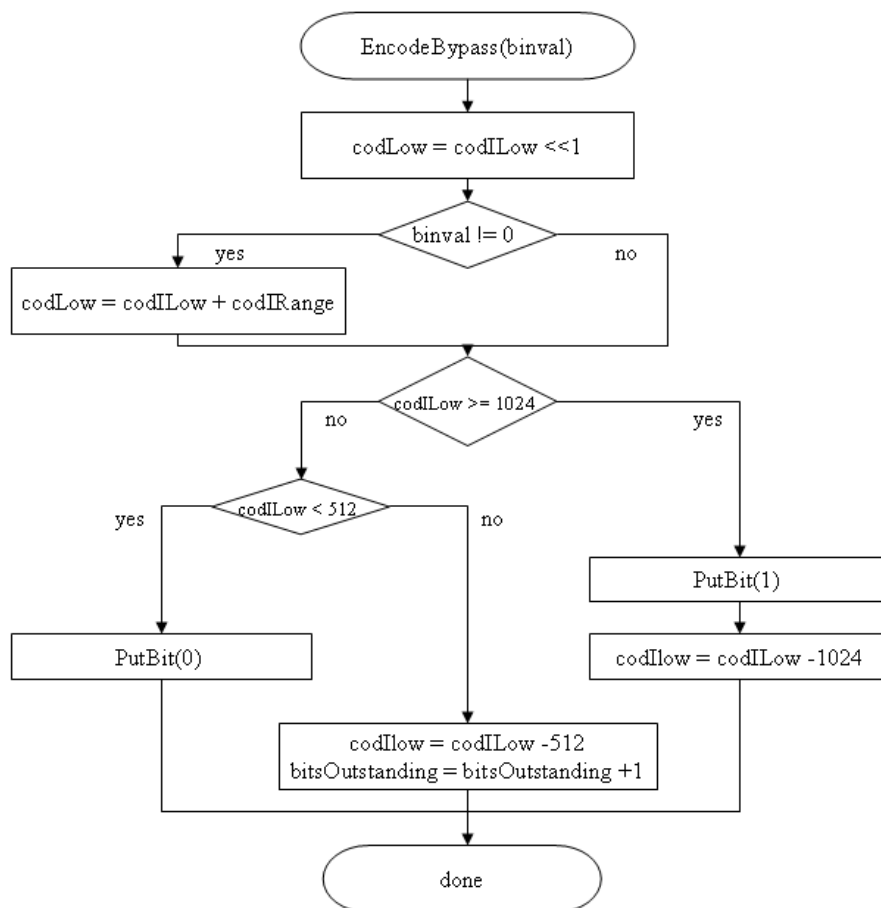 EncodeBypass(binval)
codLow = codILow <<1
binval != 0
yes
no
codLow = codILow + codIRange
codILow >= 1024
no
yes
codILow < 512
yes
no
PutBit(1)
PutBit(0)
codIlow = codILow -1024
codIlow = codILow -512
bitsOutstanding = bitsOutstanding +1
done